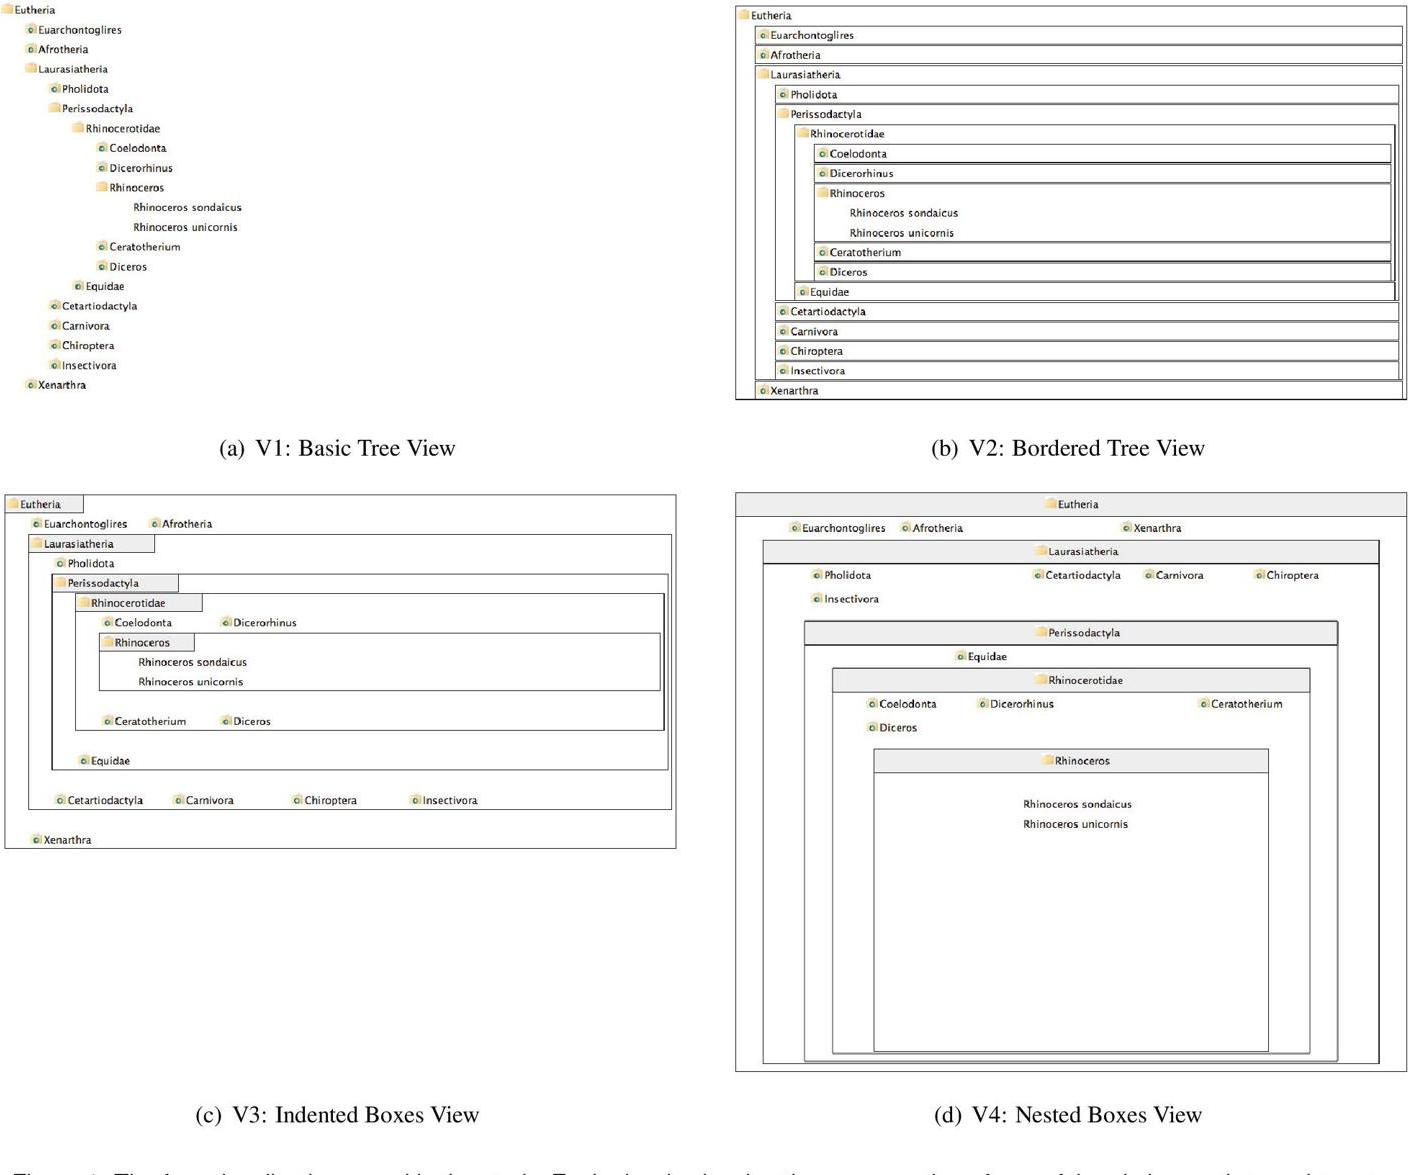 Eutheria
Euarchontoglires
Afrotheria
Laurasiatheria
Pholidota
Perissodactyla
Rhinocerotidae
Coelodonta
Dicerorhinus
Rhinoceros
Rhinoceros sondaicus
Rhinoceros unicornis
Ceratotherium
Diceros
Equidae
Cetartiodactyla
Carnivora
Chiroptera
Insectivora
Xenarthra
(a) V1: Basic Tree View
Eutheria
Euarchontoglires
Afrotheria
Laurasiatheria
Pholidota
Perissodactyla
Rhinocerotidae
Coelodonta
Dicerorhinus
Rhinoceros
Rhinoceros sondaicus
Rhinoceros unicornis
Ceratotherium
Diceros
Equidae
Cetartiodactyla
Carnivora
Chiroptera
Insectivora
Xenarthra
(b) V2: Bordered Tree View
Eutheria
Euarchontoglires Afrotheria
Laurasiatheria
Pholidota
Perissodactyla
Rhinocerotidae
Coelodonta Dicerorhinus
Rhinoceros
Rhinoceros sondaicus
Rhinoceros unicornis
Ceratotherium Diceros
Equidae
Cetartiodactyla Carnivora Chiroptera Insectivora
Xenarthra
(c) V3: Indented Boxes View
Eutheria
Euarchontoglires Afrotheria Xenarthra
Laurasiatheria
Pholidota Cetartiodactyla Carnivora Chiroptera
Insectivora
Perissodactyla
Equidae
Rhinocerotidae
Coelodonta Dicerorhinus Ceratotherium
Diceros
Rhinoceros
Rhinoceros sondaicus
Rhinoceros unicornis
(d) V4: Nested Boxes View